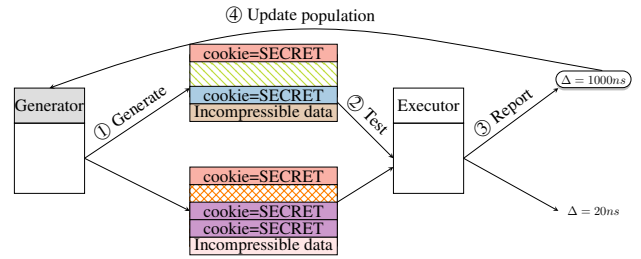 ④ Update population
cookie=SECRET
Δ = 1000ns
Generator
① Generate
cookie=SECRET
Incompressible data
② Test
Executor
③ Report
cookie=SECRET
cookie=SECRET
cookie=SECRET
Incompressible data
Δ = 20ns